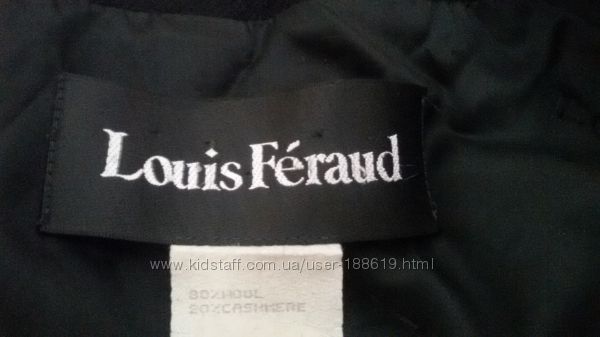 Louis Féraud
www.kidstaff.com.ua/user-188619.html
80%WOOL
20%CASHMERE